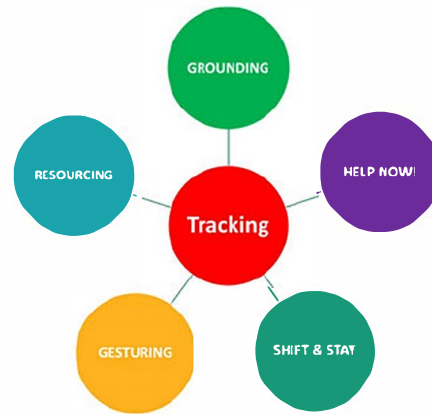 GROUNDING
RESOURCING
HELP NOW!
Tracking
GESTURING
SHIFT & STAY